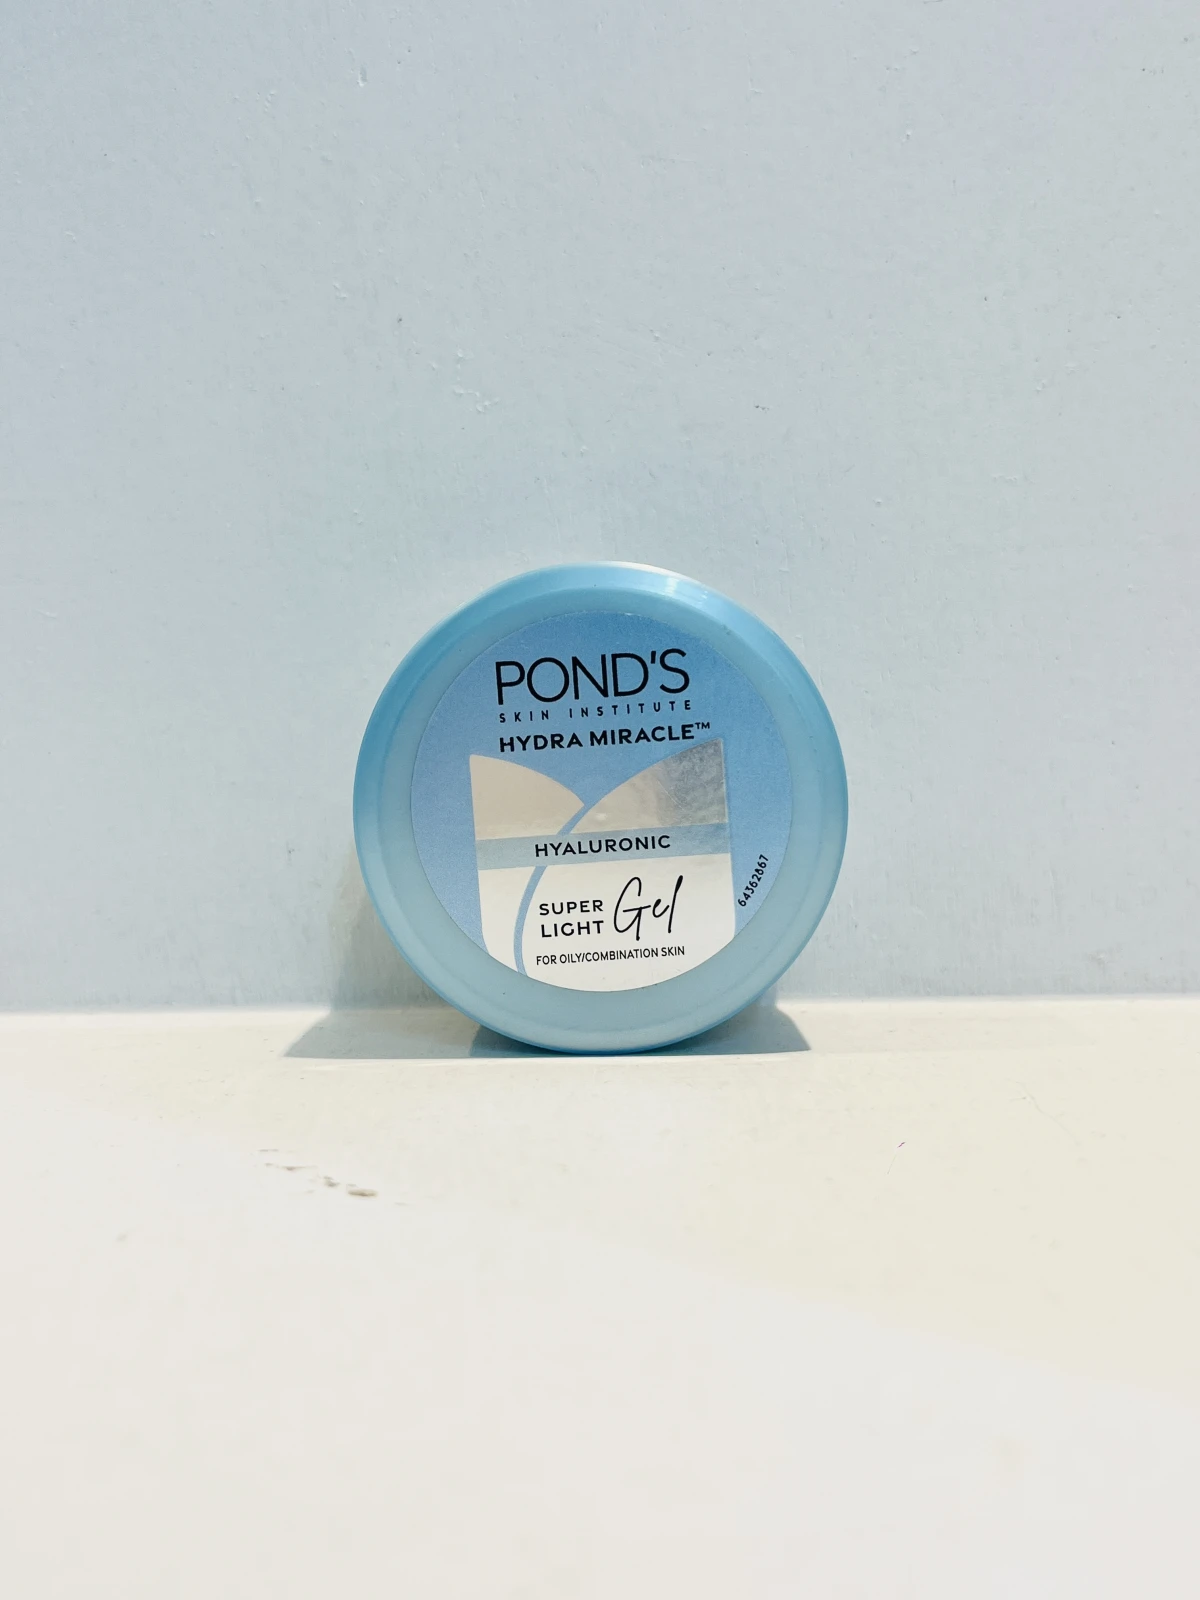 POND'S
SKIN INSTITUTE
HYDRA MIRACLE™
HYALURONIC
SUPER
LIGHT Gel
FOR OILY/COMBINATION SKIN
64362867